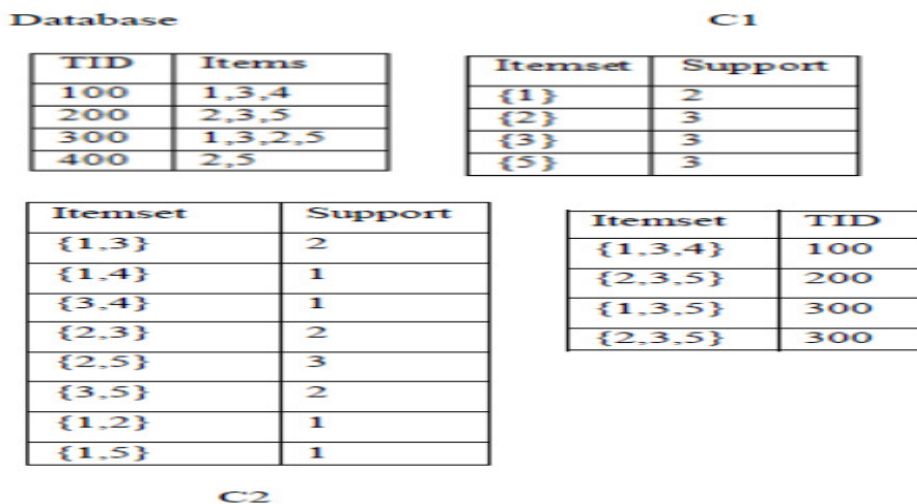 Database
TID Items
100 1,3,4
200 2,3,5
300 1,3,2,5
400 2,5
C1
Itemset Support
{1} 2
{2} 3
{3} 3
{5} 3
Itemset Support
{1,3} 2
{1,4} 1
{3,4} 1
{2,3} 2
{2,5} 3
{3,5} 2
{1,2} 1
{1,5} 1
C2
Itemset TID
{1,3,4} 100
{2,3,5} 200
{1,3,5} 300
{2,3,5} 300